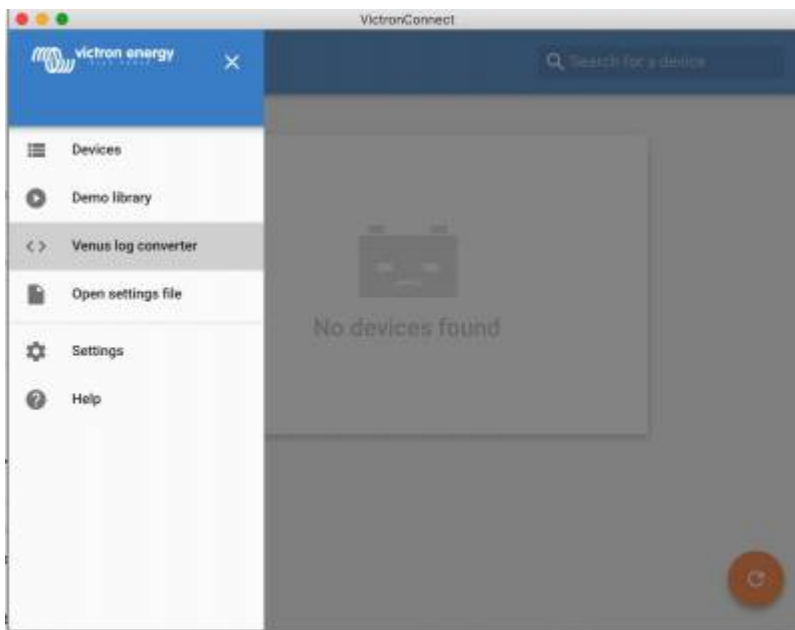 VictronConnect
victron energy
Search for a device
Devices
Demo library
Venus log converter
Open settings file
No devices found
Settings
Help